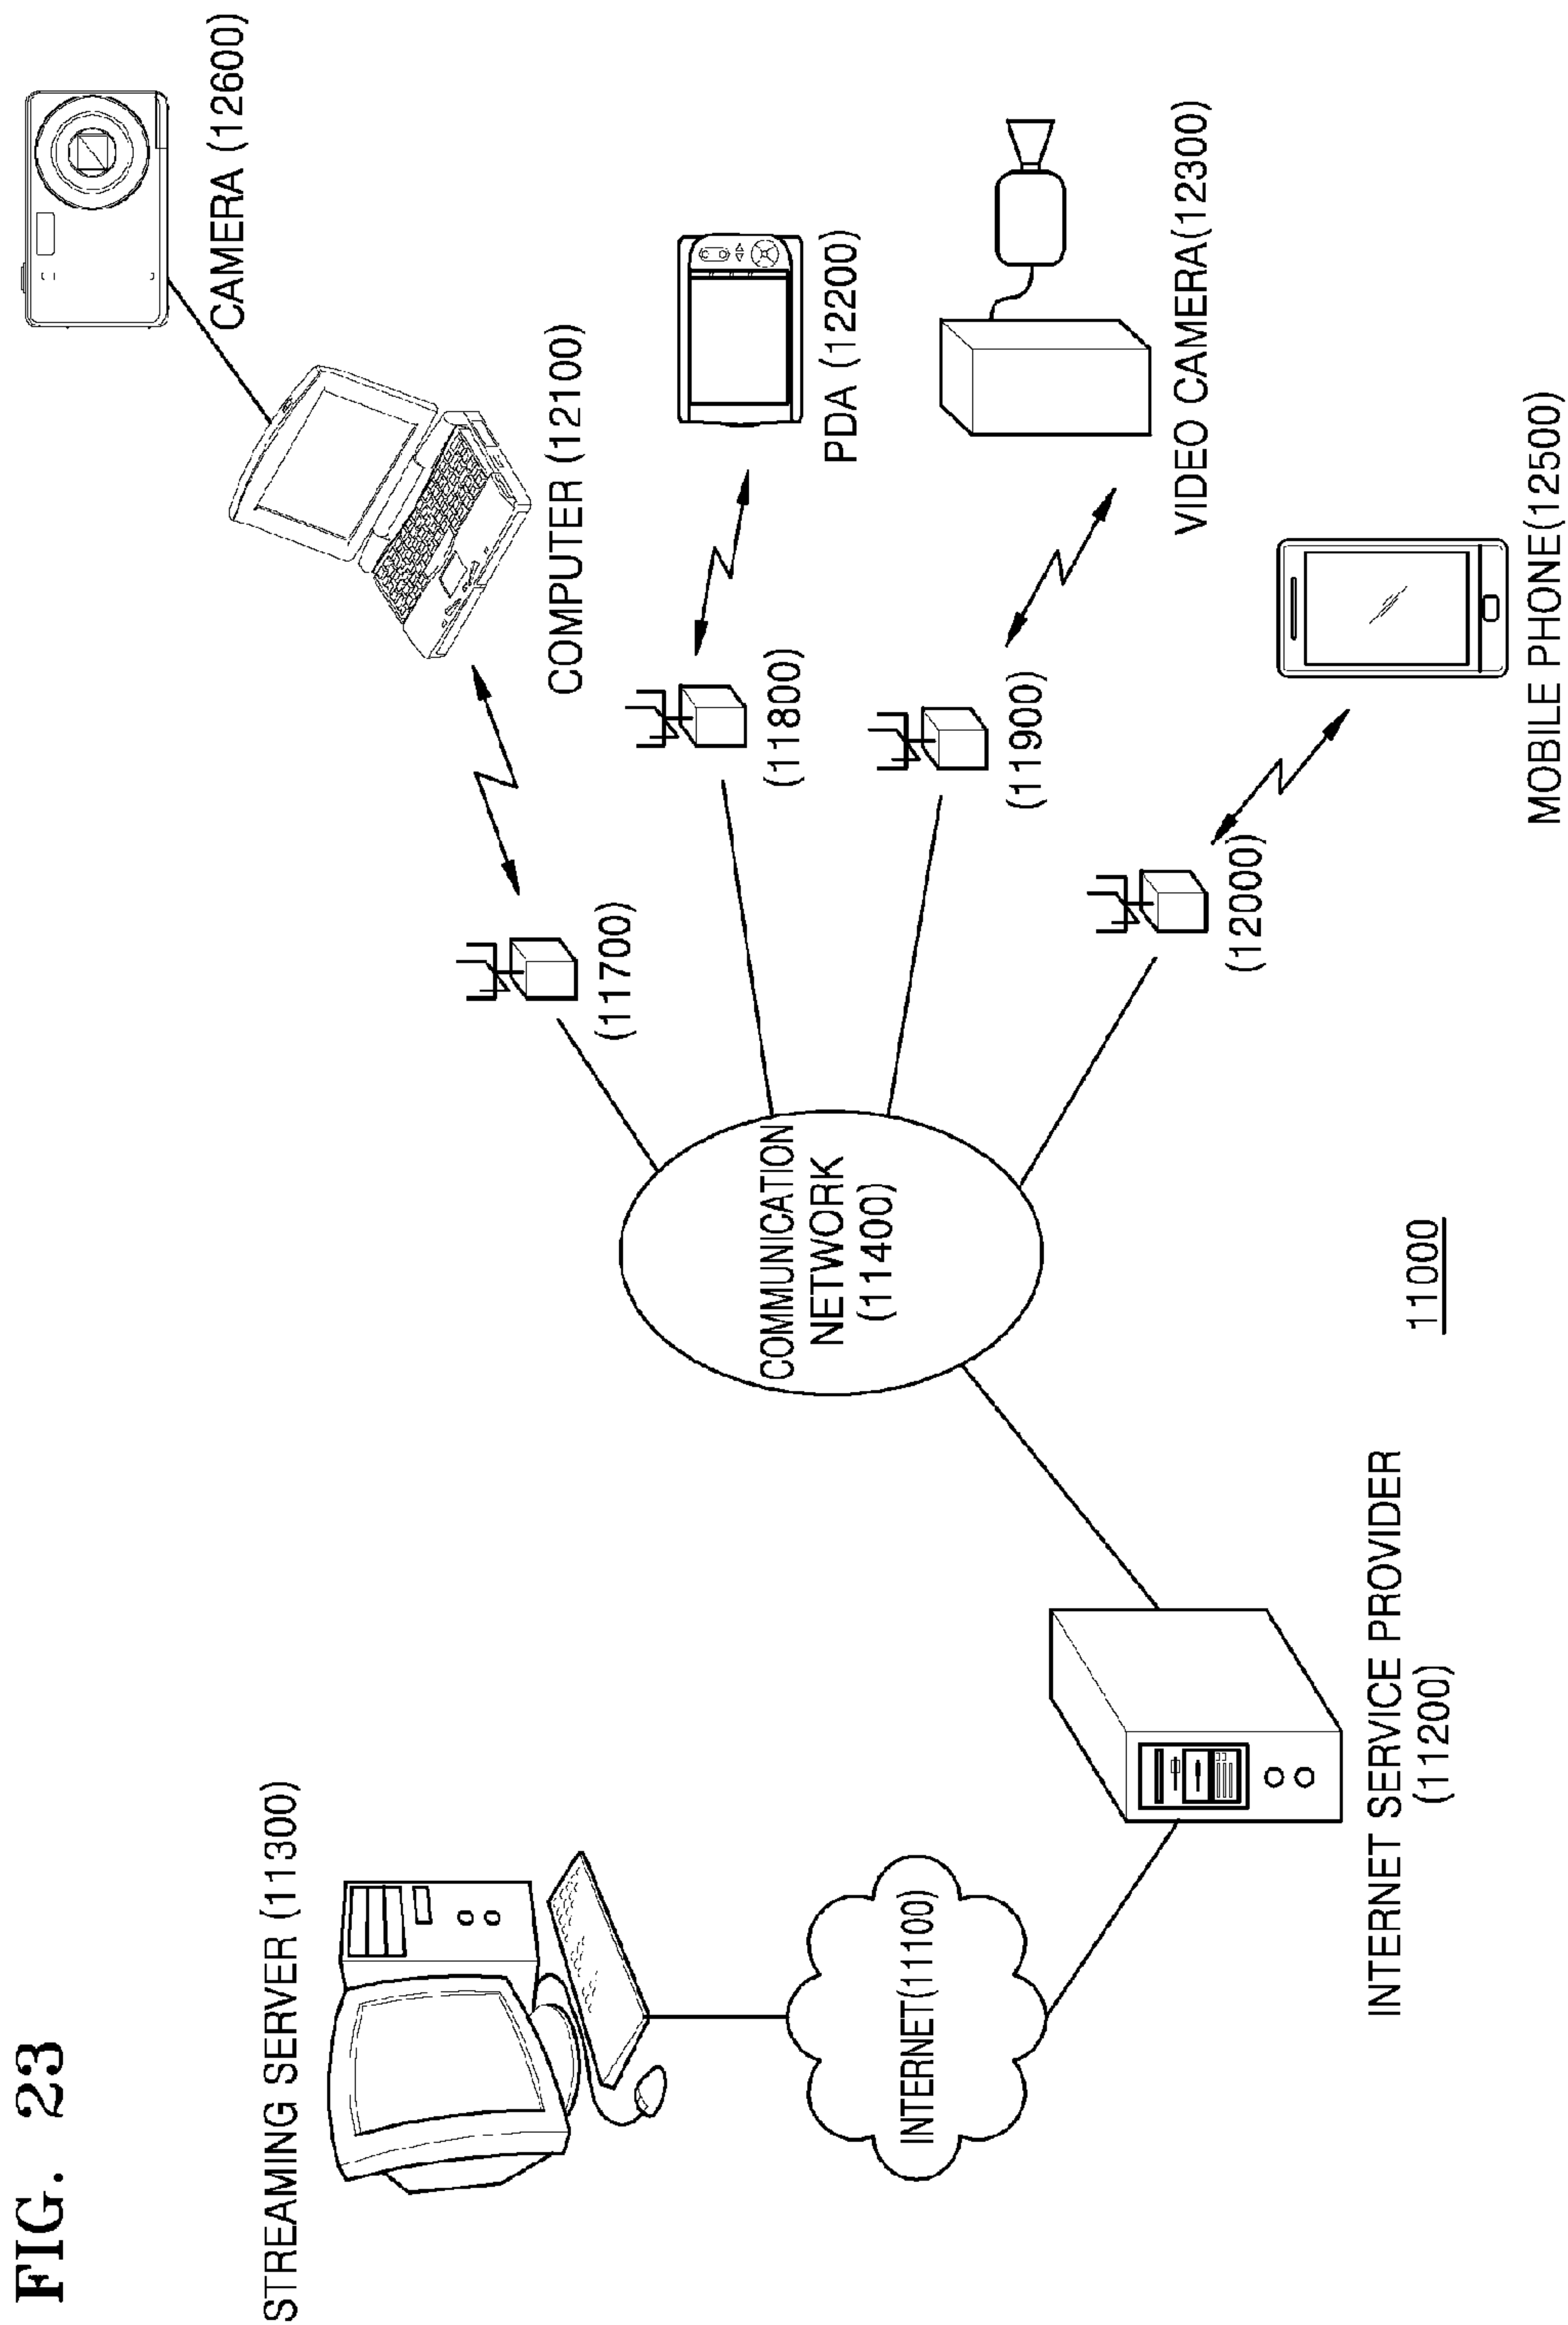 FIG. 23
STREAMING SERVER (11300)
INTERNET(11100)
INTERNET SERVICE PROVIDER
(11200)
COMMUNICATION
NETWORK
(11400)
11000
(11700)
(11800)
(11900)
(12000)
CAMERA (12600)
COMPUTER (12100)
PDA (12200)
VIDEO CAMERA(12300)
MOBILE PHONE(12500)